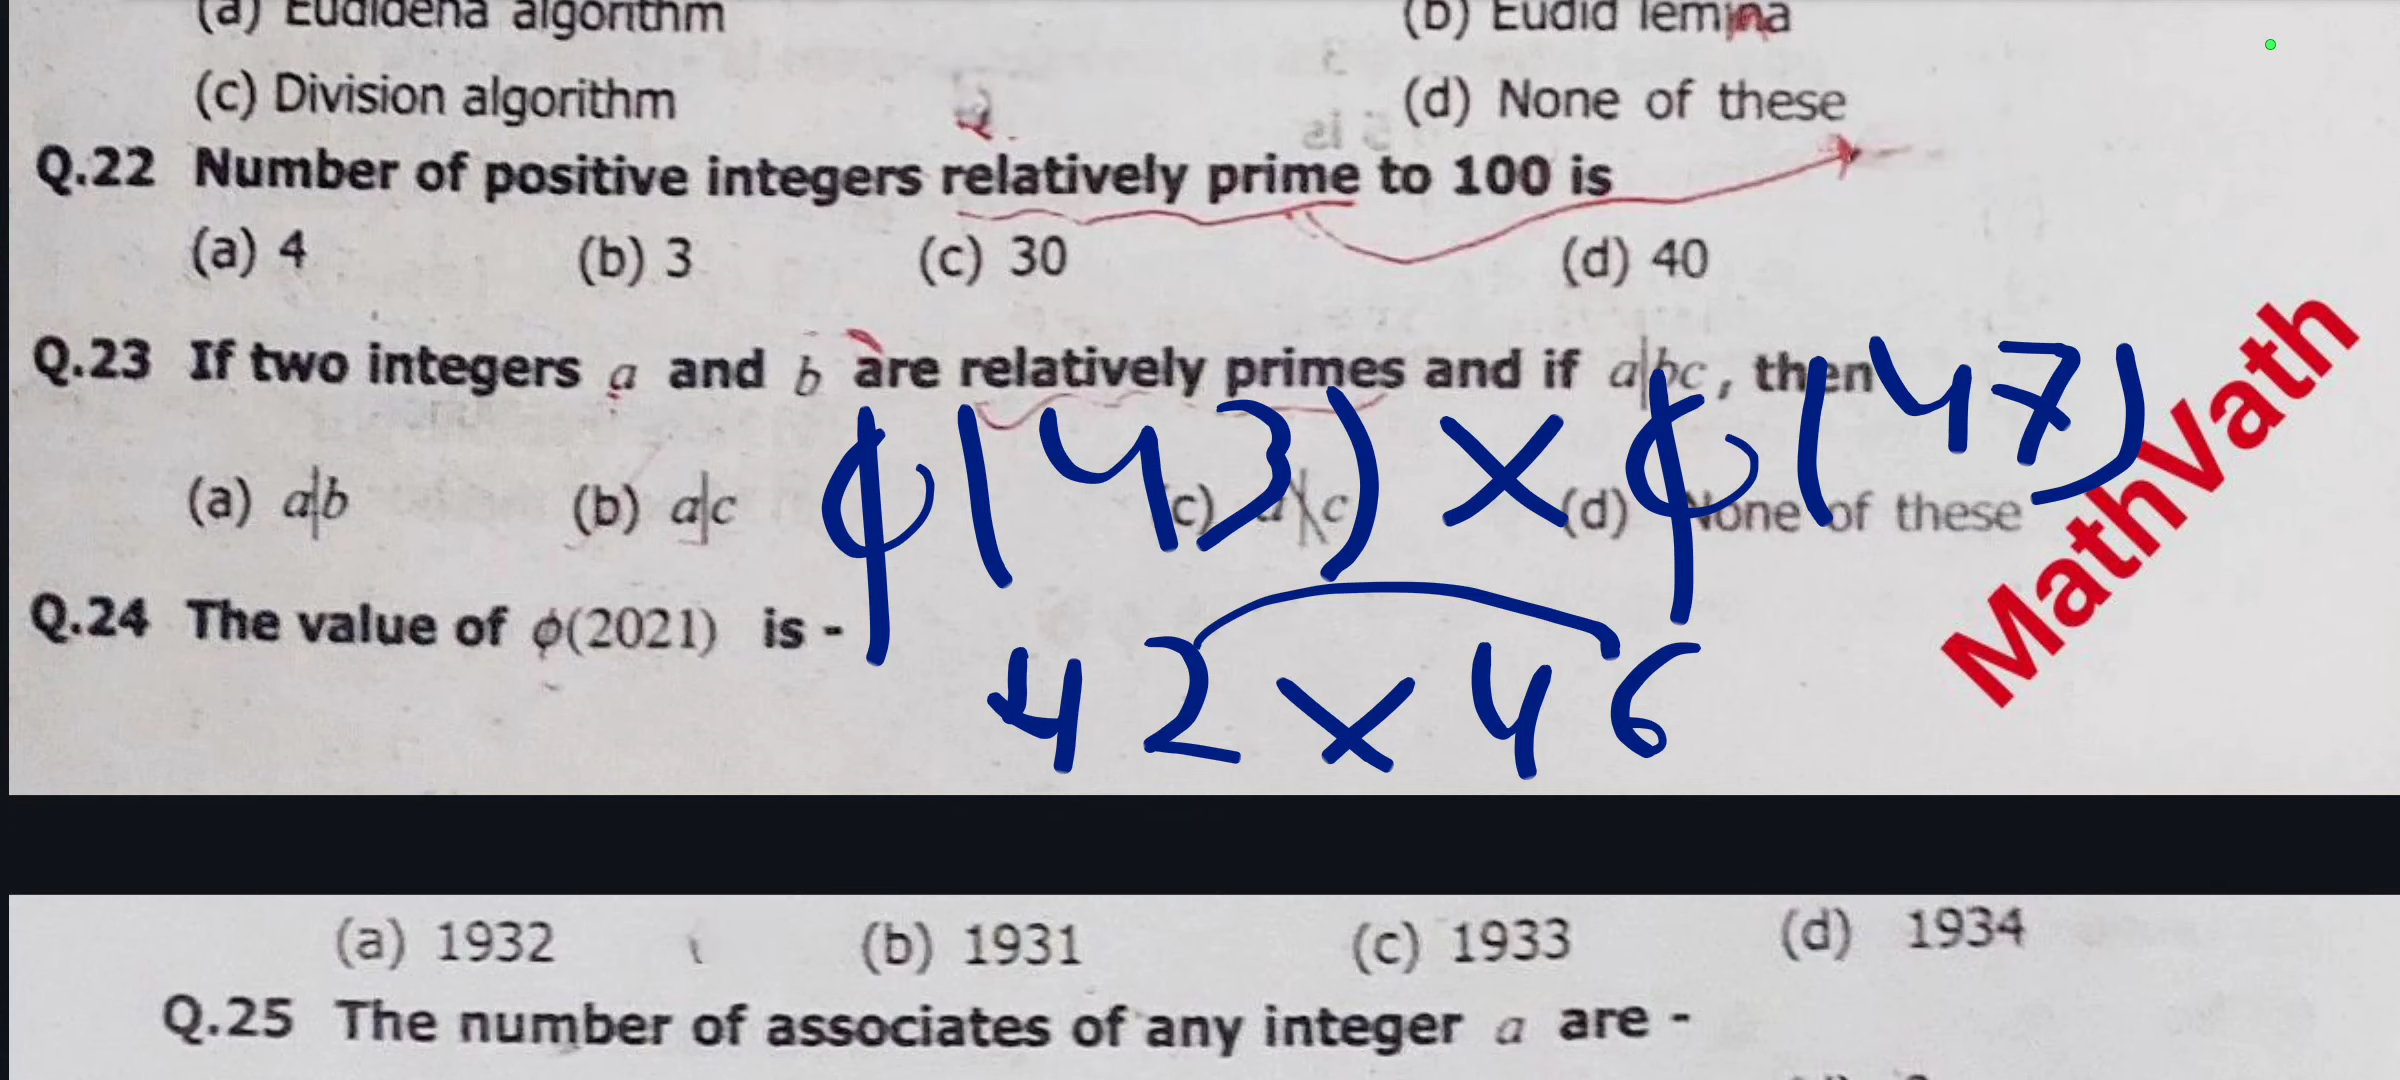 (a) Eudidena algorithm (b) Eudid lemma
(c) Division algorithm (d) None of these
Q.22 Number of positive integers relatively prime to 100 is
(a) 4 (b) 3 (c) 30 (d) 40
Q.23 If two integers a and b are relatively primes and if a|bc, then
ϕ(43) × ϕ(47)
(a) a|b (b) a|c (c) a∖c (d) None of these
MathVath
Q.24 The value of ϕ(2021) is -
42 × 46
(a) 1932 (b) 1931 (c) 1933 (d) 1934
Q.25 The number of associates of any integer a are -